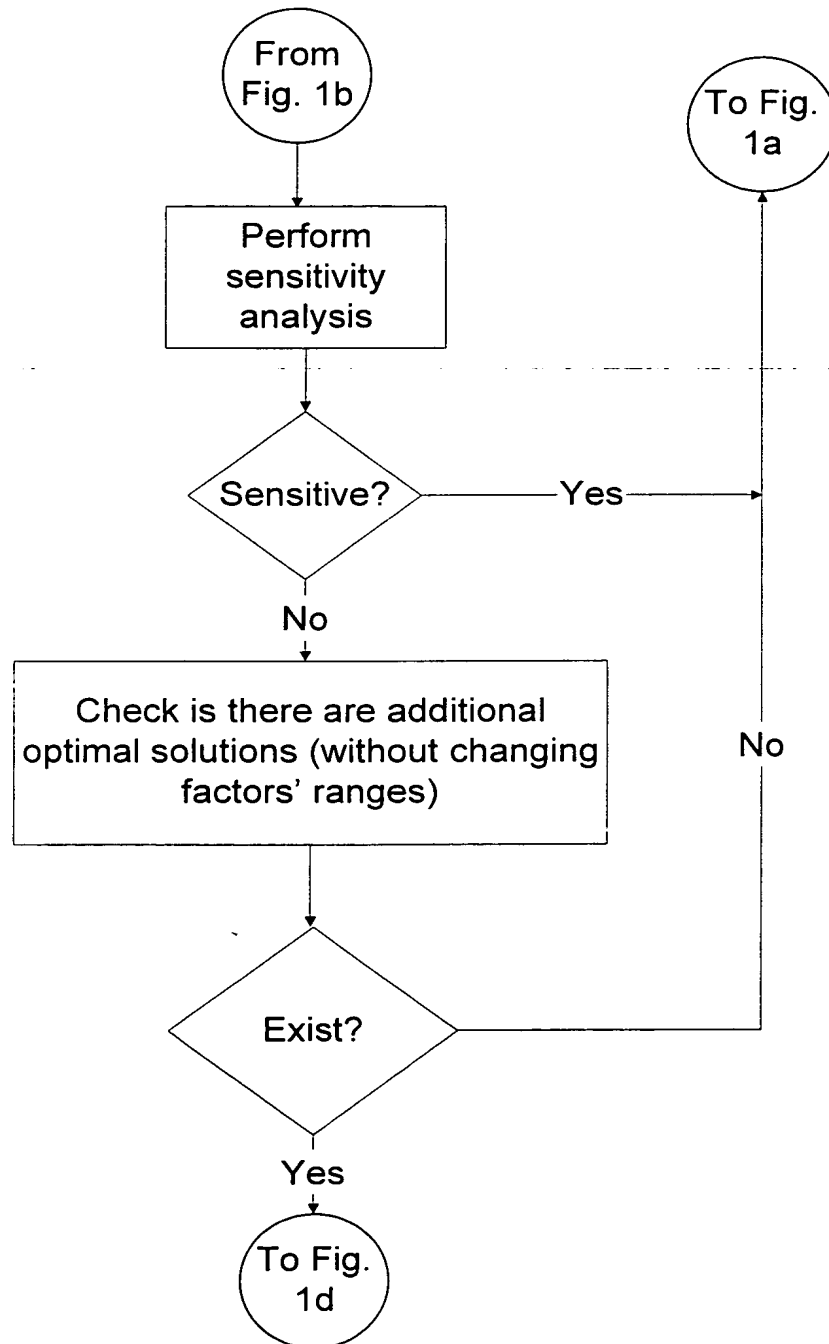 From
Fig. 1b
To Fig.
1a
Perform
sensitivity
analysis
Sensitive?
Yes
No
Check is there are additional
optimal solutions (without changing
factors’ ranges)
No
Exist?
Yes
To Fig.
1d